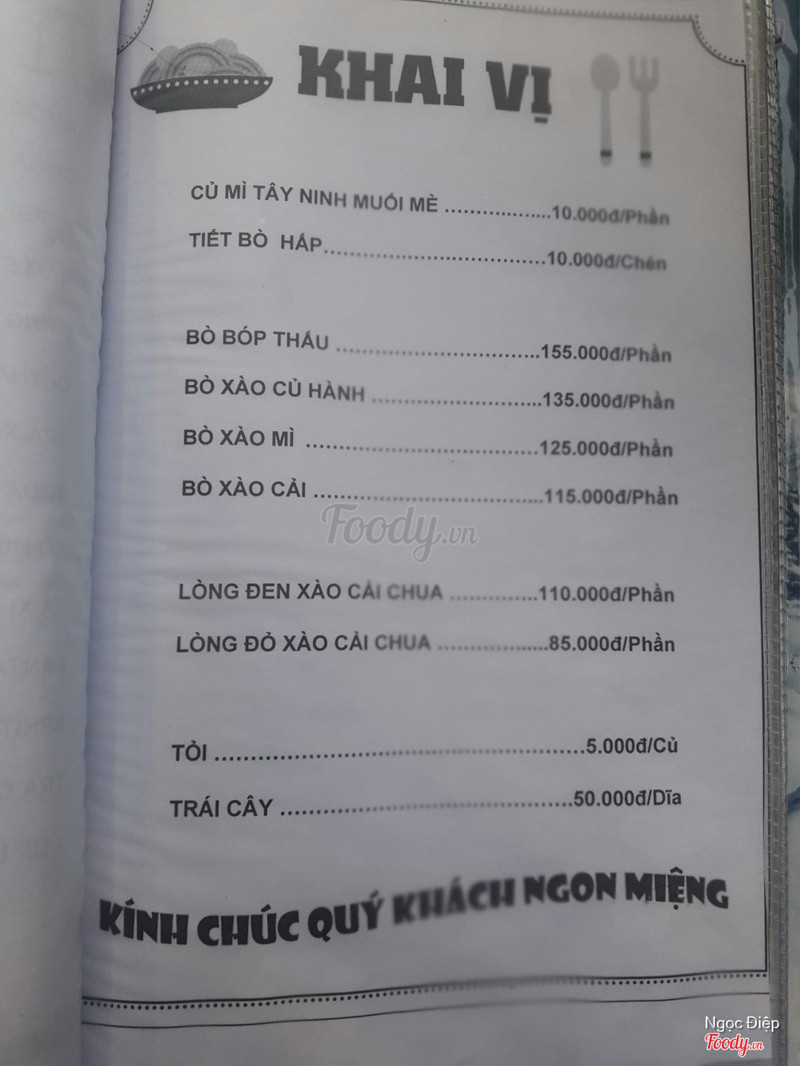 KHAI VỊ
CỦ MÌ TÂY NINH MUỐI MÈ ..................10.000đ/Phần
TIẾT BÒ HẤP....................................10.000đ/Chén
BÒ BÓP THẤU ..................................155.000đ/Phần
BÒ XÀO CỦ HÀNH ............................135.000đ/Phần
BÒ XÀO MÌ ......................................125.000đ/Phần
BÒ XÀO CẢI .....................................115.000đ/Phần
LÒNG ĐEN XÀO CẢI CHUA ...............110.000đ/Phần
LÒNG ĐỎ XÀO CẢI CHUA ...................85.000đ/Phần
TỎI .............................................................5.000đ/Củ
TRÁI CÂY ................................................50.000đ/Dĩa
KÍNH CHÚC QUÝ KHÁCH NGON MIỆNG
Foody.vn
Ngọc Điệp
Foody.vn